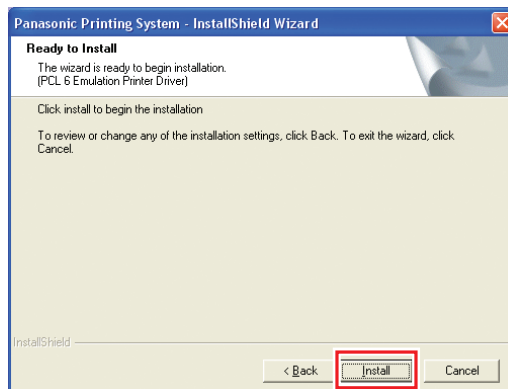 Panasonic Printing System - InstallShield Wizard
Ready to Install
The wizard is ready to begin installation.
(PCL 6 Emulation Printer Driver)
Click install to begin the installation
To review or change any of the installation settings, click Back. To exit the wizard, click
Cancel.
InstallShield
< Back Install Cancel